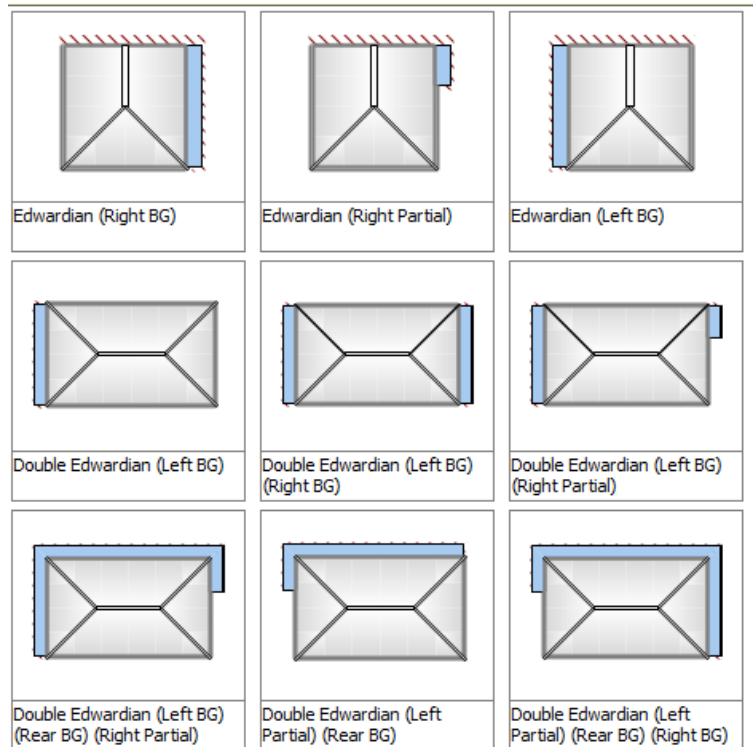 Edwardian (Right BG)
Edwardian (Right Partial)
Edwardian (Left BG)
Double Edwardian (Left BG)
Double Edwardian (Left BG)
(Right BG)
Double Edwardian (Left BG)
(Right Partial)
Double Edwardian (Left BG)
(Rear BG) (Right Partial)
Double Edwardian (Left
Partial) (Rear BG)
Double Edwardian (Left
Partial) (Rear BG) (Right BG)